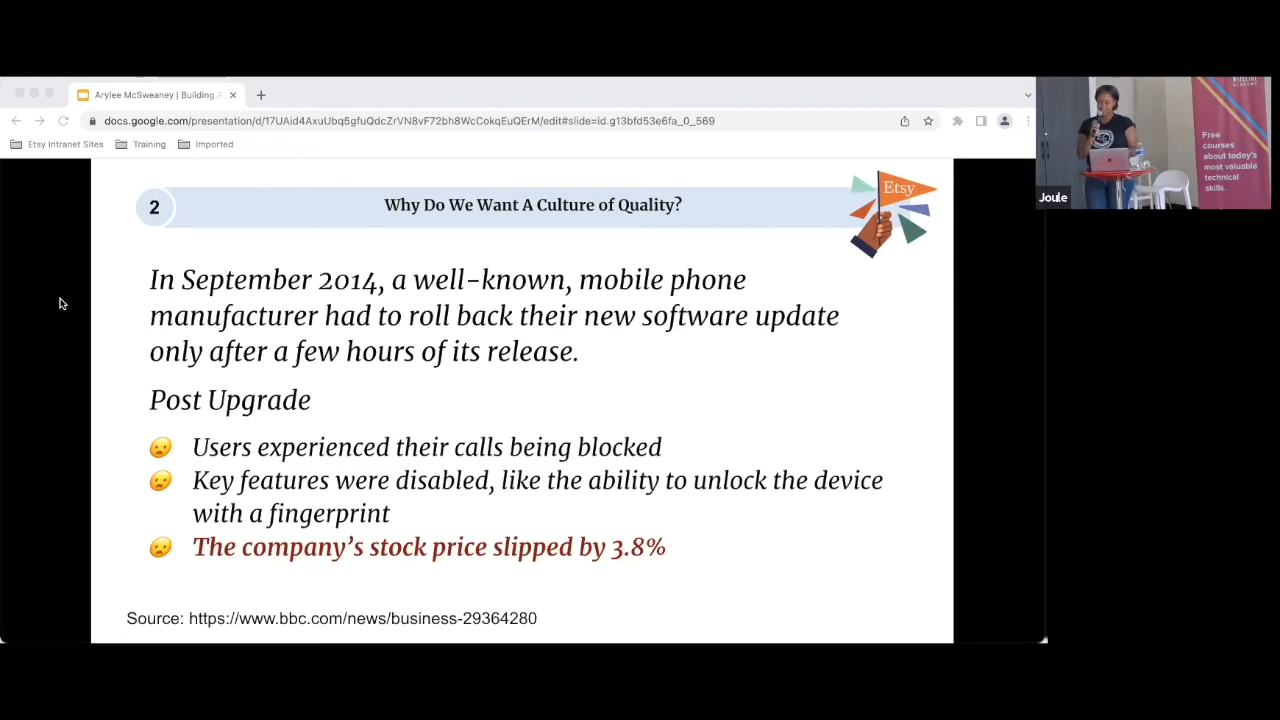 Arylee McSweaney | Building A
docs.google.com/presentation/d/17UAid4AxuUbq5gfuQdcZrVN8vF72bh8WcCokqEuQErM/edit#slide=id.g13bfd53e6fa_0_569
Etsy Intranet Sites
Training
Imported
2
Why Do We Want A Culture of Quality?
Etsy
In September 2014, a well-known, mobile phone
manufacturer had to roll back their new software update
only after a few hours of its release.
Post Upgrade
Users experienced their calls being blocked
Key features were disabled, like the ability to unlock the device
with a fingerprint
The company's stock price slipped by 3.8%
Source: https://www.bbc.com/news/business-29364280
ACADEMY
Free
courses
about today's
most valuable
technical
skills.
Joule